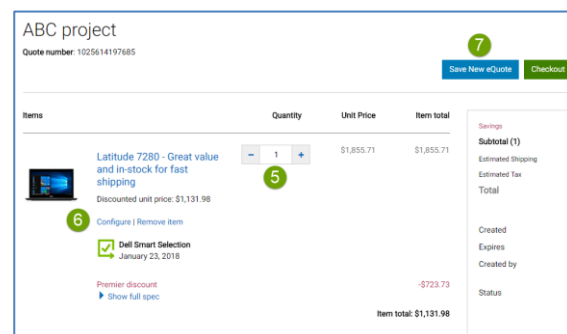 ABC project
Quote number: 1025614197685
7
Save New eQuote
Checkout
Items
Quantity
Unit Price
Item total
Latitude 7280 - Great value
and in-stock for fast
shipping
− 1 +
$1,855.71
$1,855.71
5
Discounted unit price: $1,131.98
6
Configure | Remove item
Dell Smart Selection
January 23, 2018
Premier discount
-$723.73
Show full spec
Item total: $1,131.98
Savings
Subtotal (1)
Estimated Shipping
Estimated Tax
Total
Created
Expires
Created by
Status